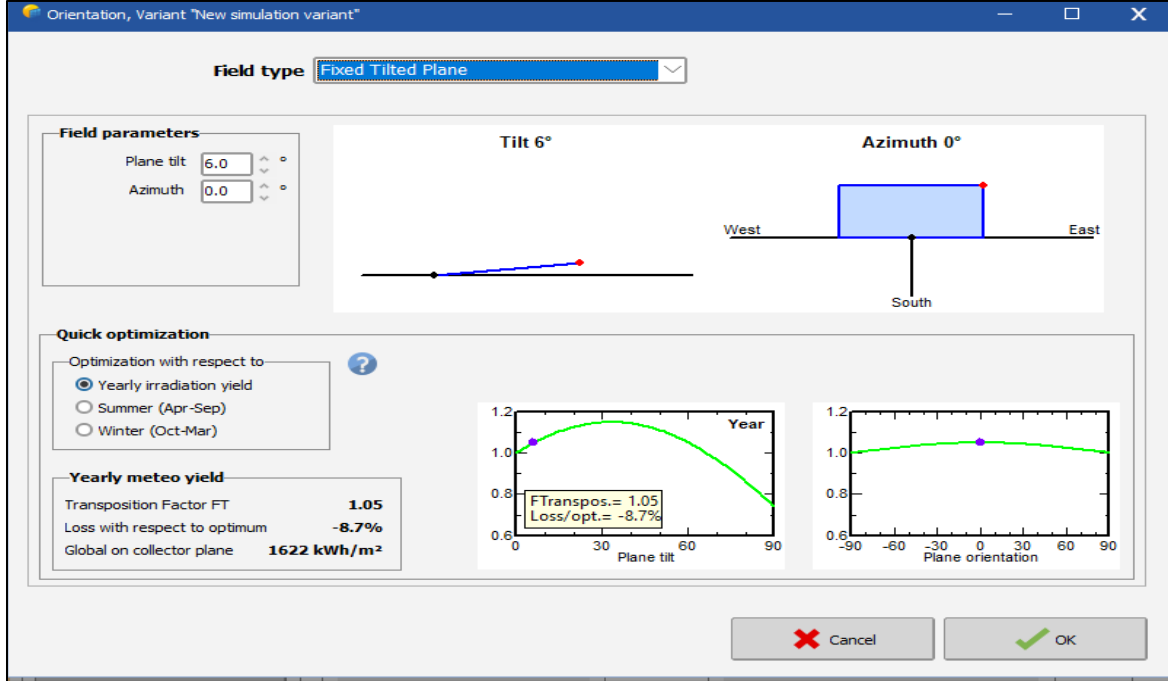 Orientation, Variant "New simulation variant"
Field type Fixed Tilted Plane
Field parameters
Plane tilt 6.0 °
Azimuth 0.0 °
Tilt 6°
Azimuth 0°
West East
South
Quick optimization
Optimization with respect to
Yearly irradiation yield
Summer (Apr-Sep)
Winter (Oct-Mar)
?
Yearly meteo yield
Transposition Factor FT 1.05
Loss with respect to optimum -8.7%
Global on collector plane 1622 kWh/m²
1.2
Year
1.0
0.8
FTranspos.= 1.05
Loss/opt.= -8.7%
0.6
0 30 60 90
Plane tilt
1.2
1.0
0.8
0.6
-90 -60 -30 0 30 60 90
Plane orientation
Cancel
OK